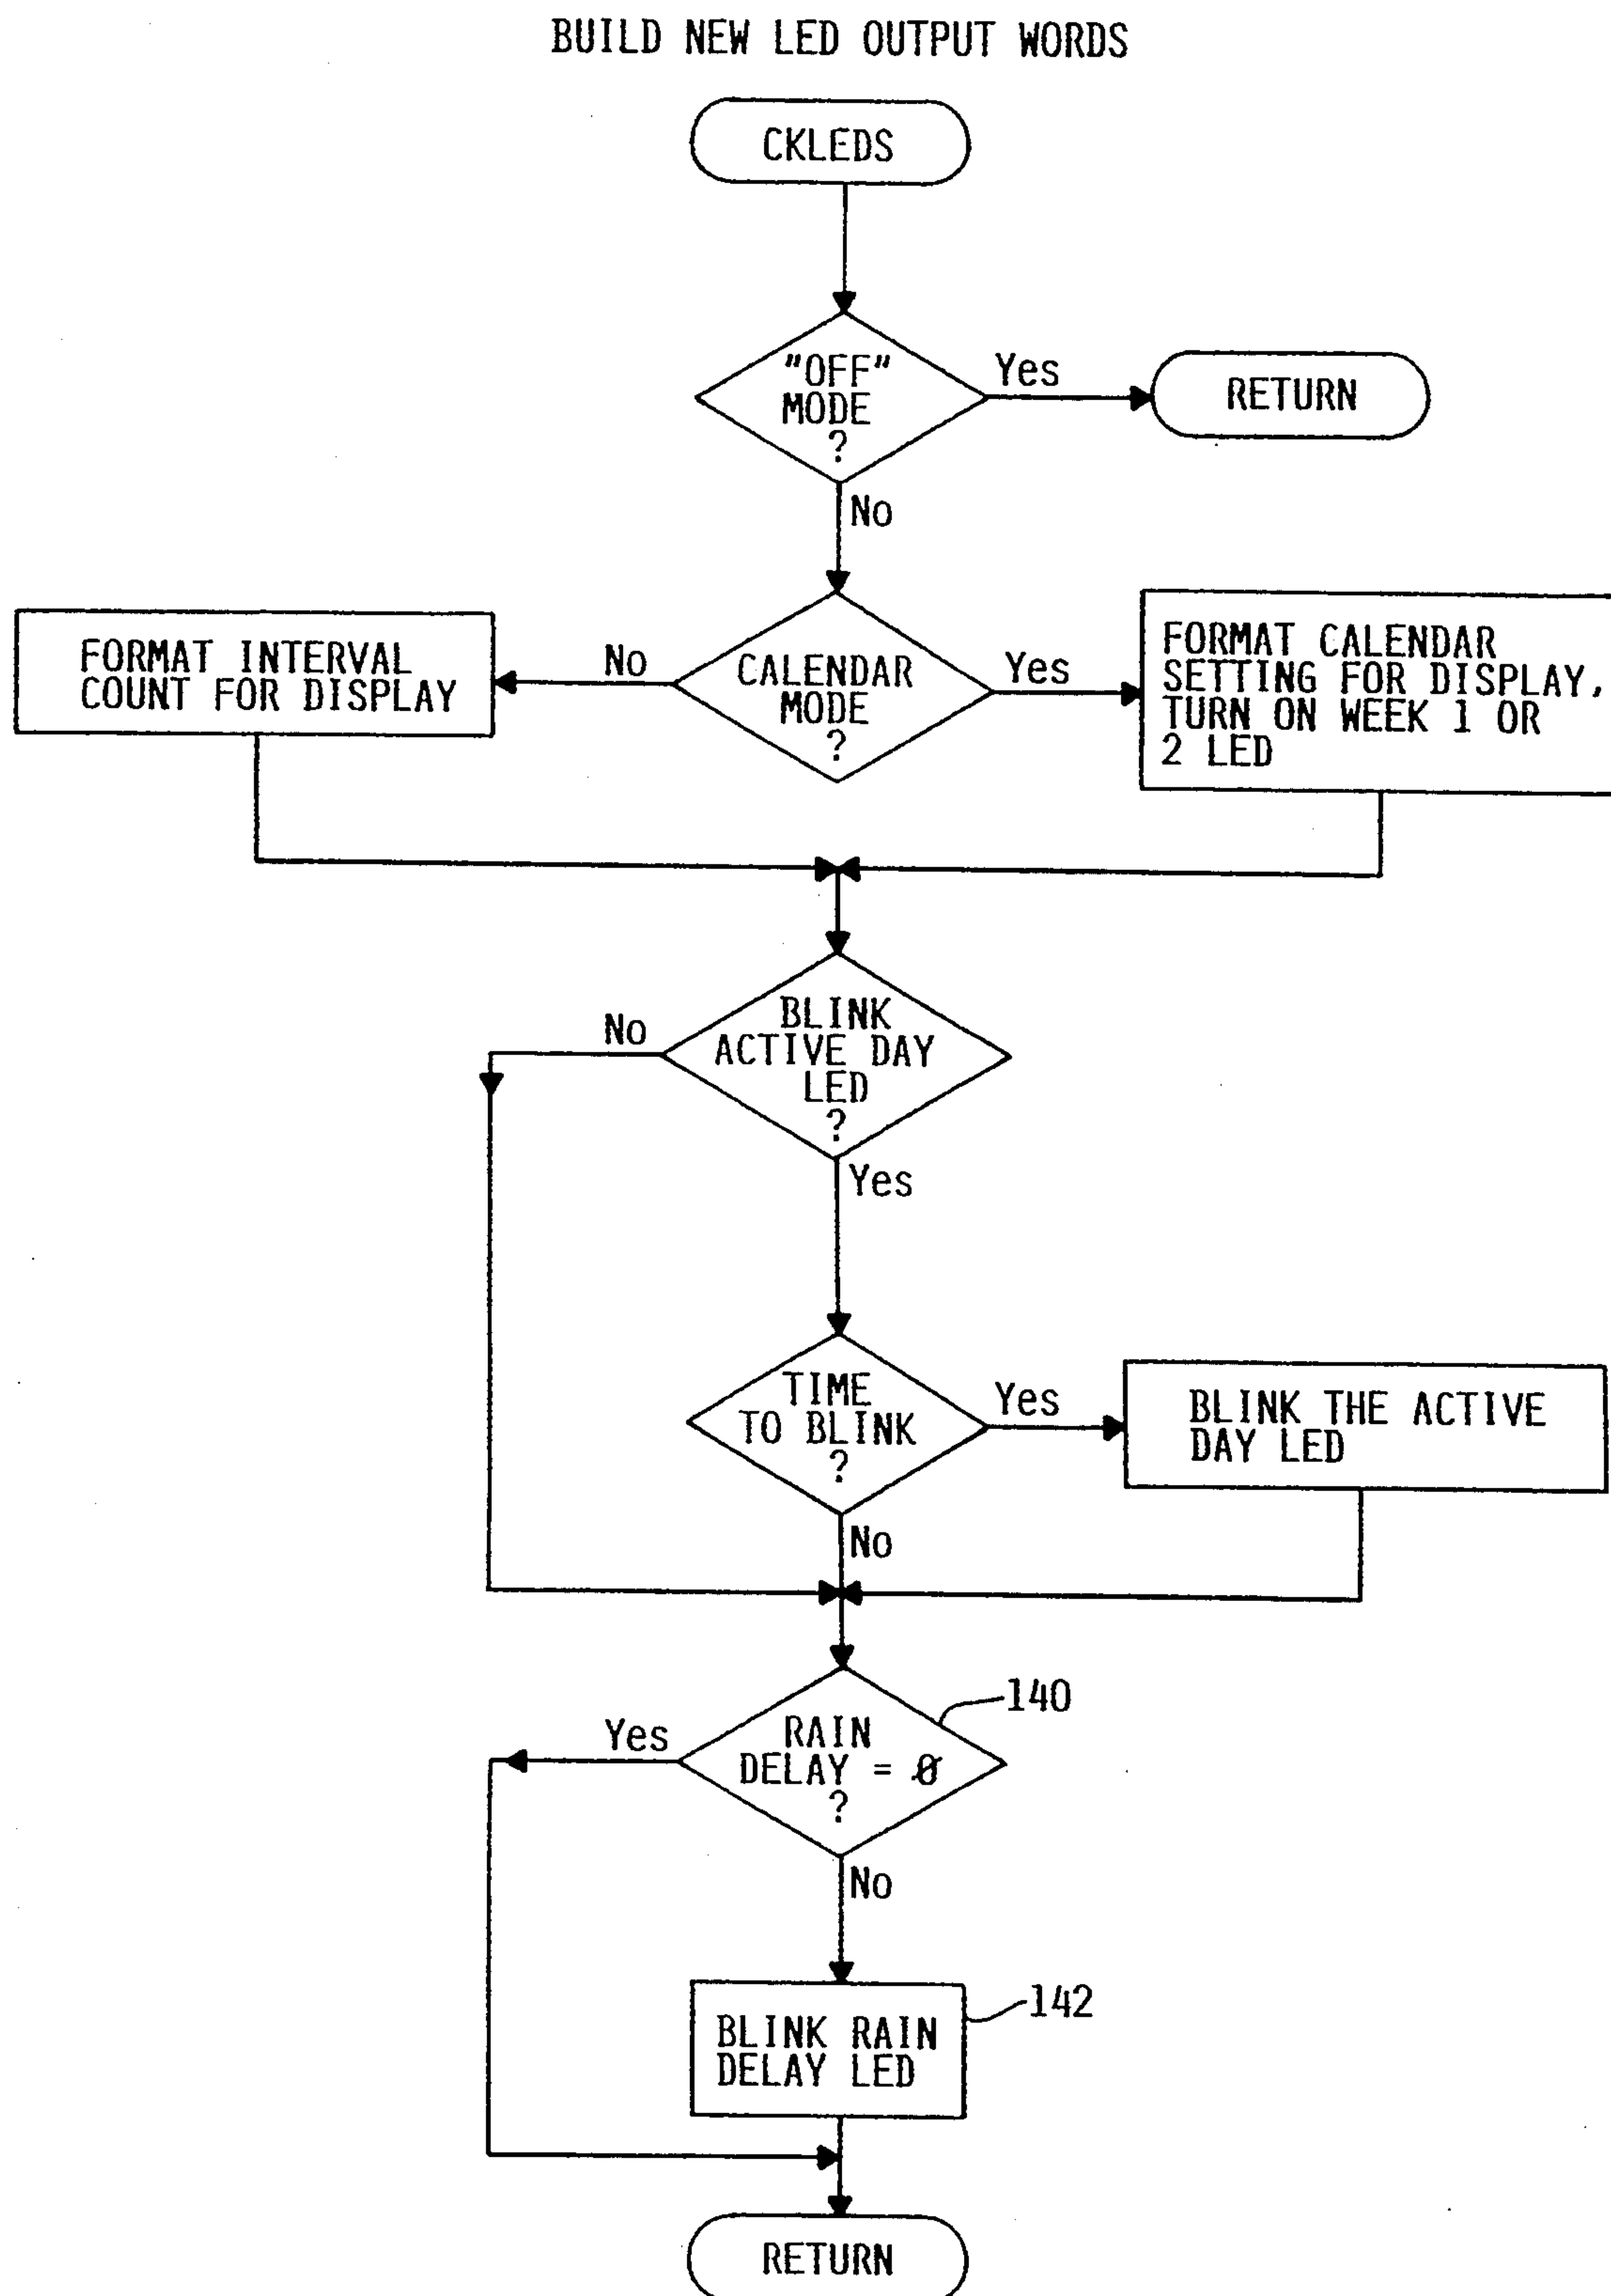 BUILD NEW LED OUTPUT WORDS
CKLEDS
"OFF"
MODE
?
Yes
RETURN
No
FORMAT INTERVAL
COUNT FOR DISPLAY
No
CALENDAR
MODE
?
Yes
FORMAT CALENDAR
SETTING FOR DISPLAY,
TURN ON WEEK 1 OR
2 LED
No
BLINK
ACTIVE DAY
LED
?
Yes
TIME
TO BLINK
?
Yes
BLINK THE ACTIVE
DAY LED
No
140
Yes
RAIN
DELAY = 0
?
No
142
BLINK RAIN
DELAY LED
RETURN